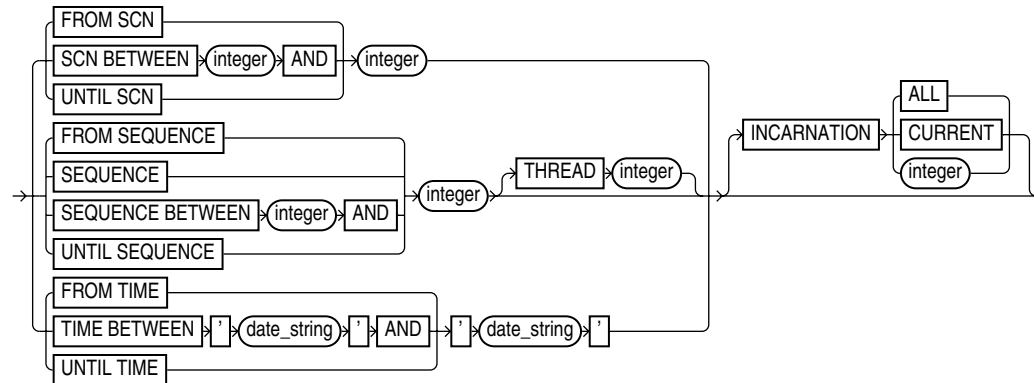 FROM SCN
SCN BETWEEN integer AND integer
UNTIL SCN
FROM SEQUENCE
SEQUENCE
SEQUENCE BETWEEN integer AND integer THREAD integer
UNTIL SEQUENCE
FROM TIME
TIME BETWEEN ' date_string ' AND ' date_string '
UNTIL TIME
INCARNATION ALL
CURRENT
integer